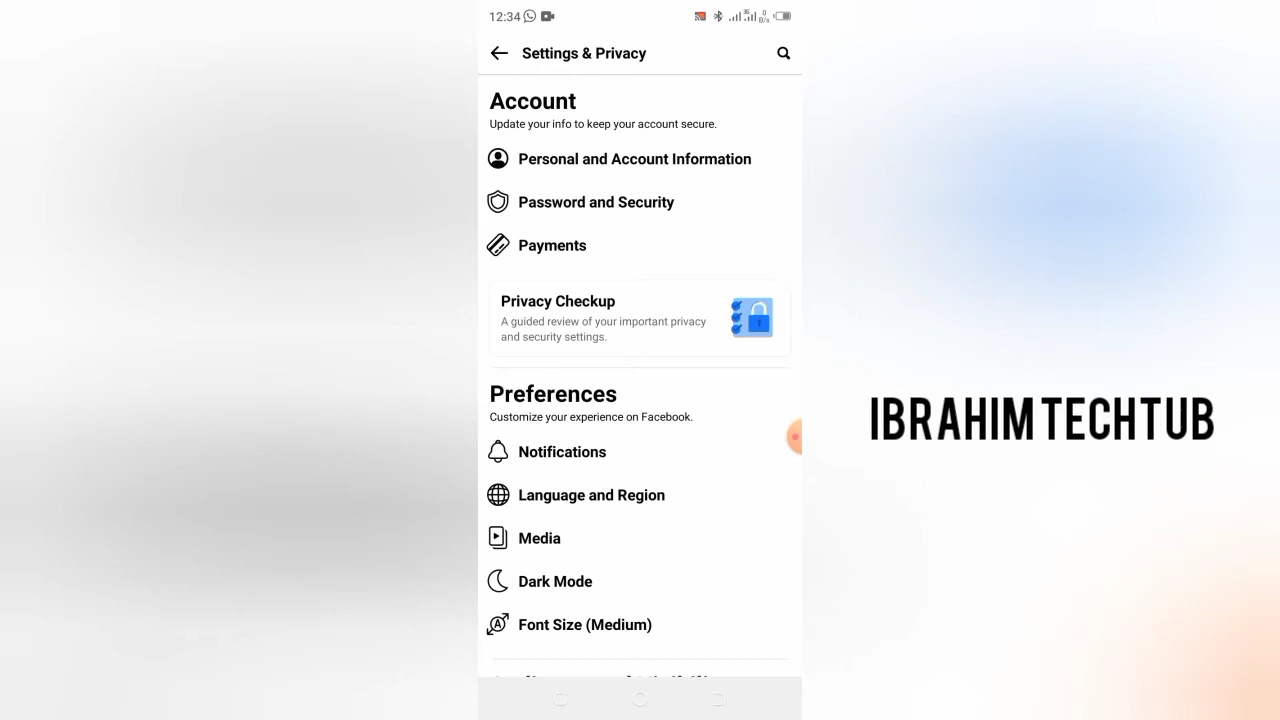 12:34
3G 0 B/s
Settings & Privacy
Account
Update your info to keep your account secure.
Personal and Account Information
Password and Security
Payments
Privacy Checkup
A guided review of your important privacy
and security settings.
Preferences
Customize your experience on Facebook.
Notifications
Language and Region
Media
Dark Mode
Font Size (Medium)
IBRAHIM TECHTUB